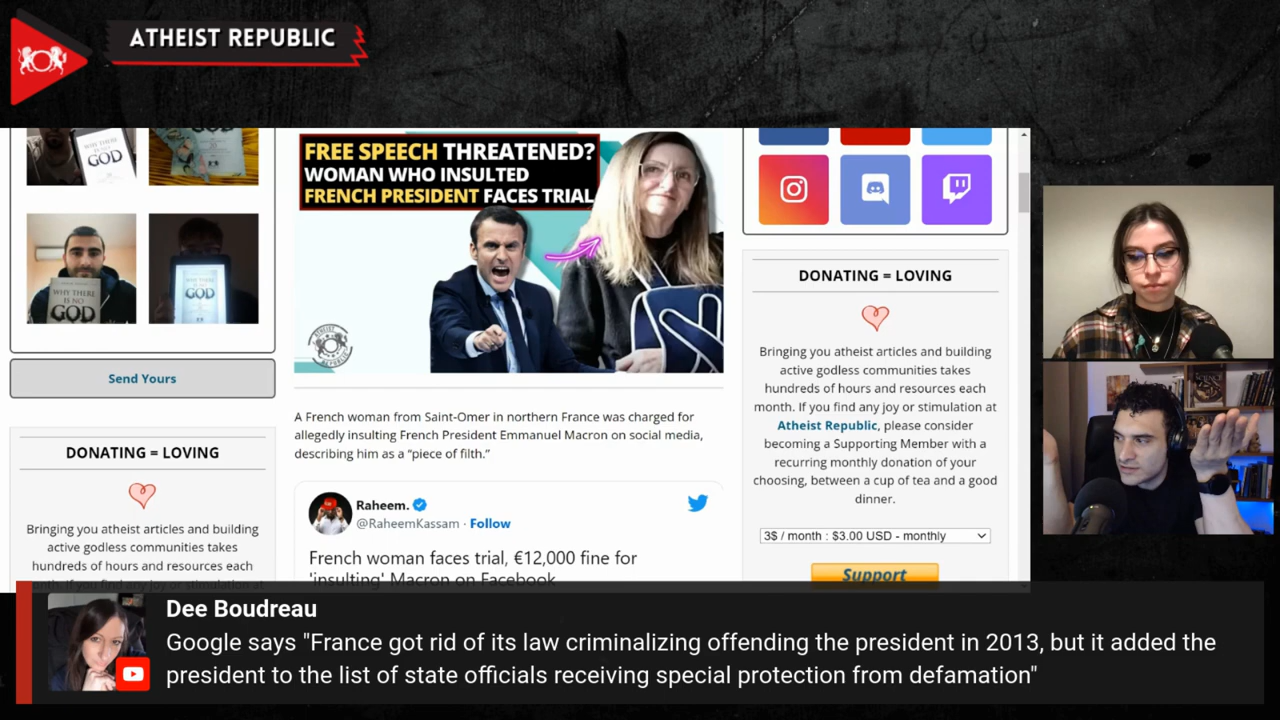 ATHEIST REPUBLIC
GOD
GOD
WHY THERE
IS NO
GOD
Send Yours
DONATING = LOVING
Bringing you atheist articles and building
active godless communities takes
hundreds of hours and resources each
FREE SPEECH THREATENED?
WOMAN WHO INSULTED
FRENCH PRESIDENT FACES TRIAL
ATHEIST
REPUBLIC
A French woman from Saint-Omer in northern France was charged for
allegedly insulting French President Emmanuel Macron on social media,
describing him as a “piece of filth.”
Raheem.
@RaheemKassam · Follow
French woman faces trial, €12,000 fine for
'insulting' Macron on Facebook
DONATING = LOVING
Bringing you atheist articles and building
active godless communities takes
hundreds of hours and resources each
month. If you find any joy or stimulation at
Atheist Republic, please consider
becoming a Supporting Member with a
recurring monthly donation of your
choosing, between a cup of tea and a good
dinner.
3$ / month : $3.00 USD - monthly
Support
Dee Boudreau
Google says "France got rid of its law criminalizing offending the president in 2013, but it added the
president to the list of state officials receiving special protection from defamation"